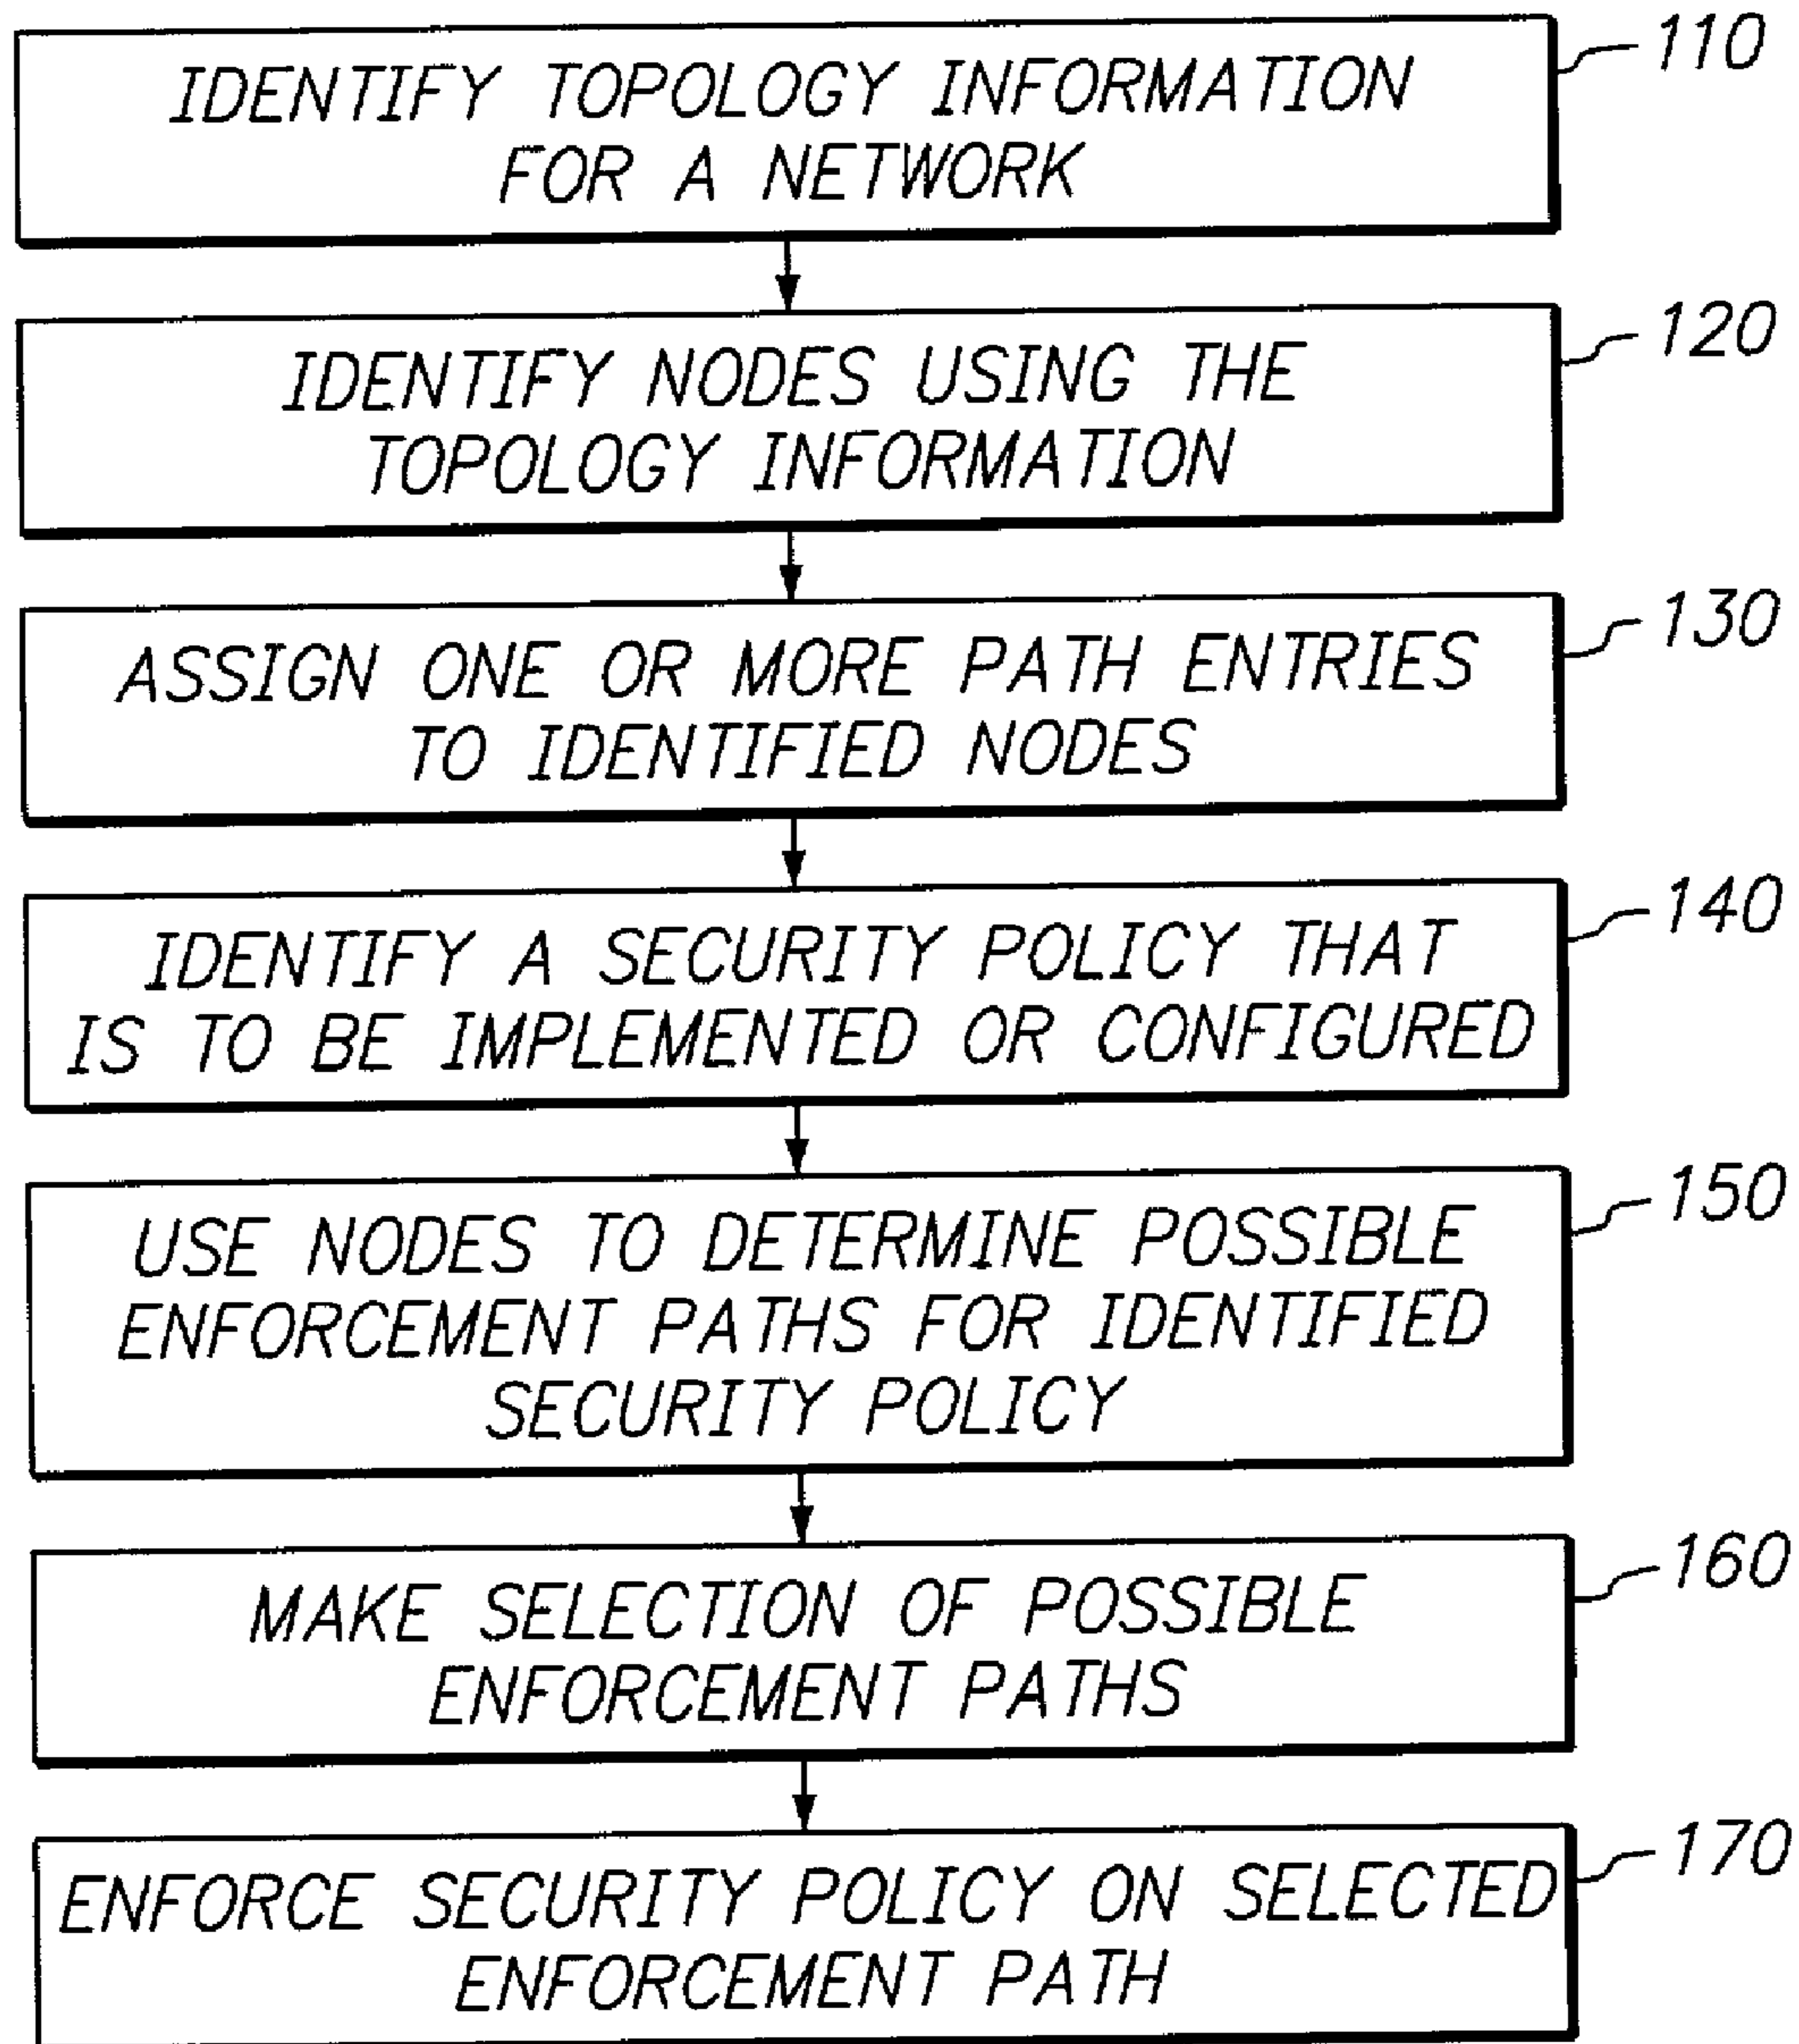 110
IDENTIFY TOPOLOGY INFORMATION
FOR A NETWORK
120
IDENTIFY NODES USING THE
TOPOLOGY INFORMATION
130
ASSIGN ONE OR MORE PATH ENTRIES
TO IDENTIFIED NODES
140
IDENTIFY A SECURITY POLICY THAT
IS TO BE IMPLEMENTED OR CONFIGURED
150
USE NODES TO DETERMINE POSSIBLE
ENFORCEMENT PATHS FOR IDENTIFIED
SECURITY POLICY
160
MAKE SELECTION OF POSSIBLE
ENFORCEMENT PATHS
170
ENFORCE SECURITY POLICY ON SELECTED
ENFORCEMENT PATH